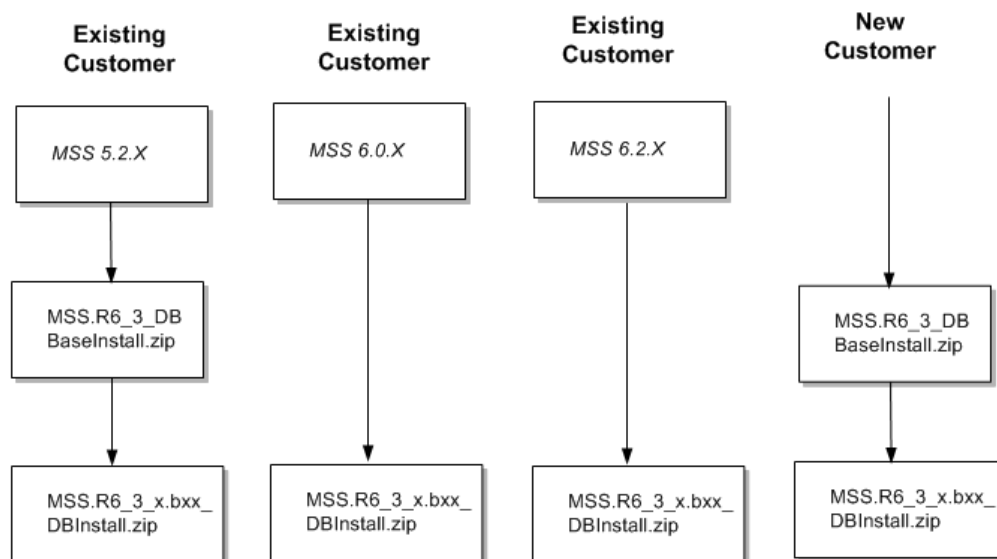 Existing
Customer
Existing
Customer
Existing
Customer
New
Customer
MSS 5.2.X
MSS 6.0.X
MSS 6.2.X
MSS.R6_3_DB
BaseInstall.zip
MSS.R6_3_DB
BaseInstall.zip
MSS.R6_3_x.bxx_
DBInstall.zip
MSS.R6_3_x.bxx_
DBInstall.zip
MSS.R6_3_x.bxx_
DBInstall.zip
MSS.R6_3_x.bxx_
DBInstall.zip